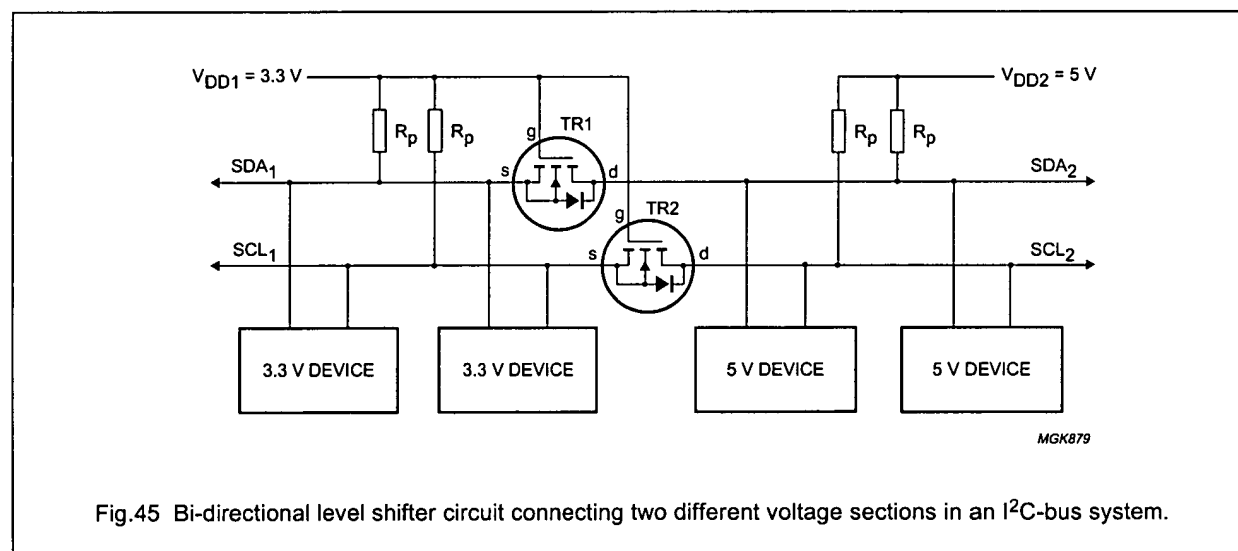 V_DD1 = 3.3 V
V_DD2 = 5 V
R_p
R_p
g
TR1
R_p
R_p
SDA_1
s
d
SDA_2
g
TR2
SCL_1
s
d
SCL_2
3.3 V DEVICE
3.3 V DEVICE
5 V DEVICE
5 V DEVICE
MGK879
Fig.45 Bi-directional level shifter circuit connecting two different voltage sections in an I²C-bus system.